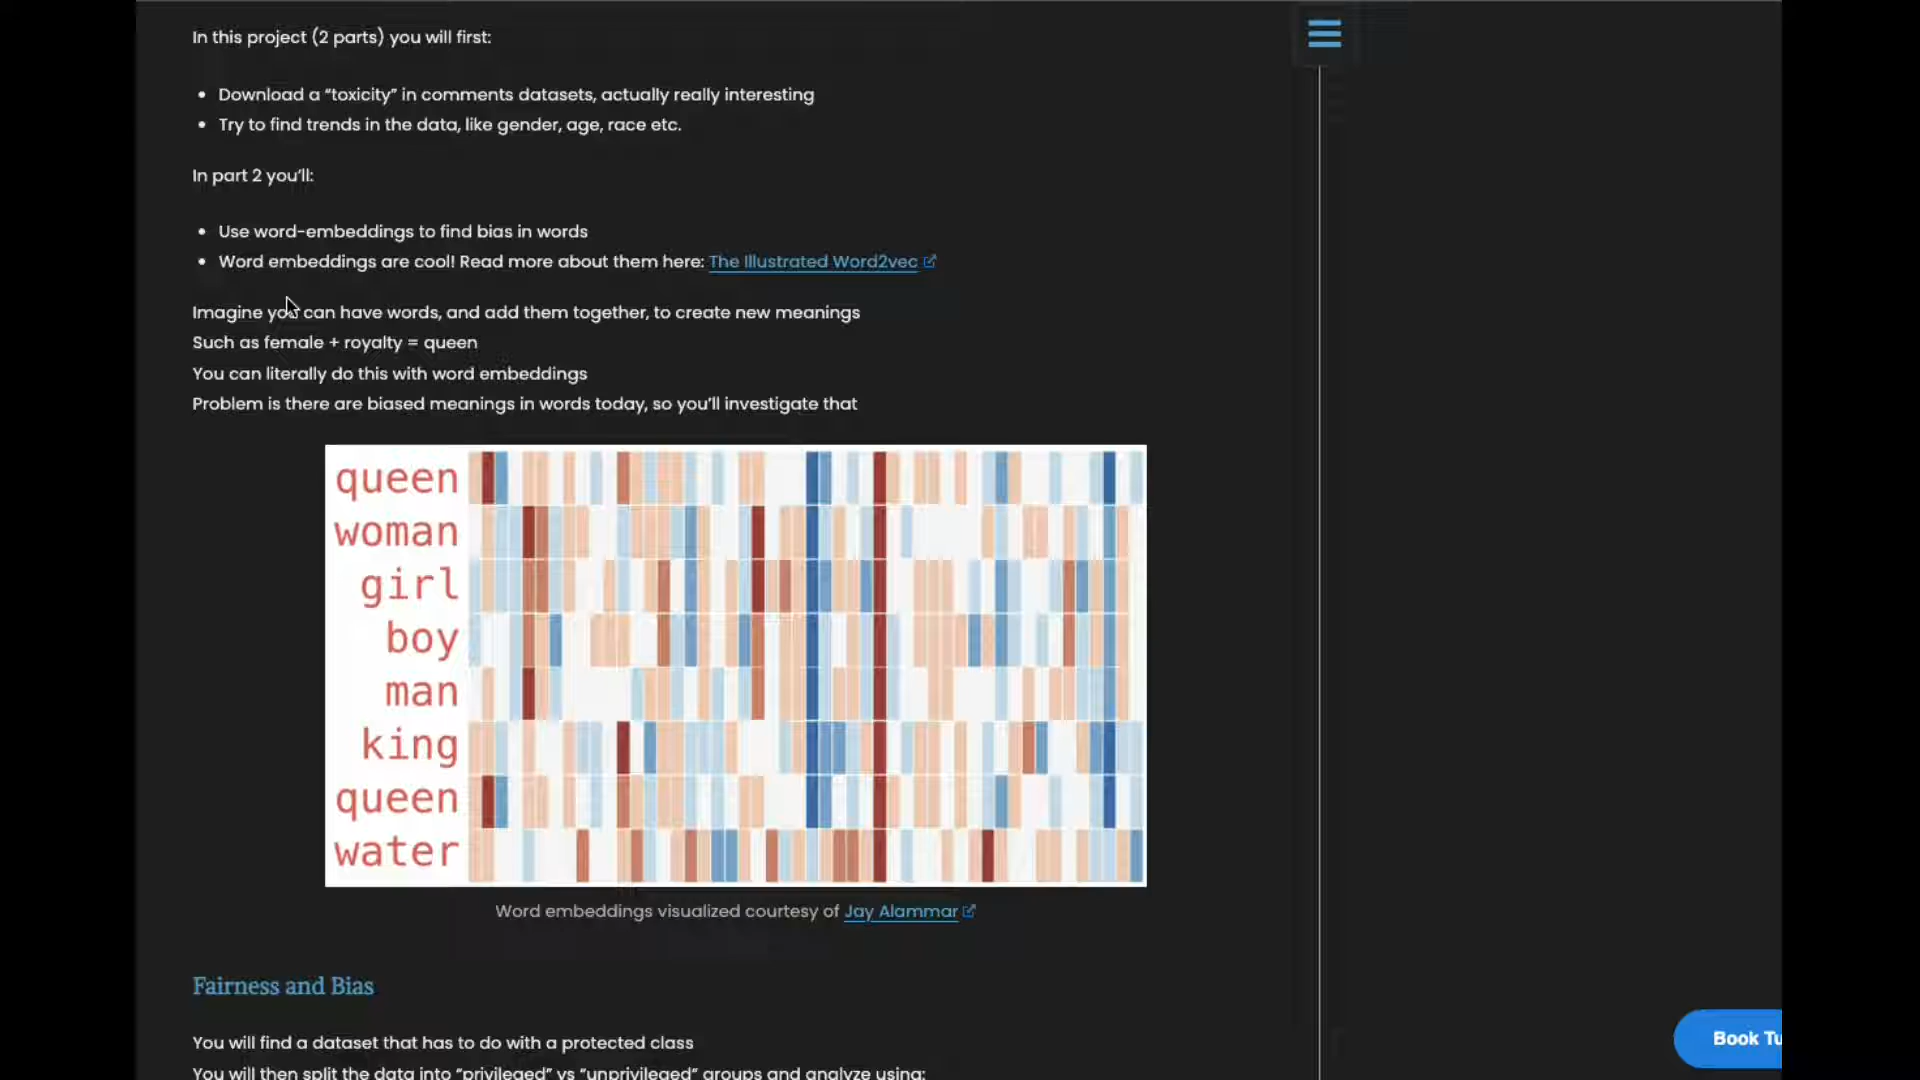 In this project (2 parts) you will first:
Download a “toxicity” in comments datasets, actually really interesting
Try to find trends in the data, like gender, age, race etc.
In part 2 you’ll:
Use word-embeddings to find bias in words
Word embeddings are cool! Read more about them here: The Illustrated Word2vec
Imagine you can have words, and add them together, to create new meanings
Such as female + royalty = queen
You can literally do this with word embeddings
Problem is there are biased meanings in words today, so you’ll investigate that
queen
woman
girl
boy
man
king
queen
water
Word embeddings visualized courtesy of Jay Alammar
Fairness and Bias
You will find a dataset that has to do with a protected class
You will then split the data into “privileged” vs “unprivileged” groups and analyze using:
Book Tu